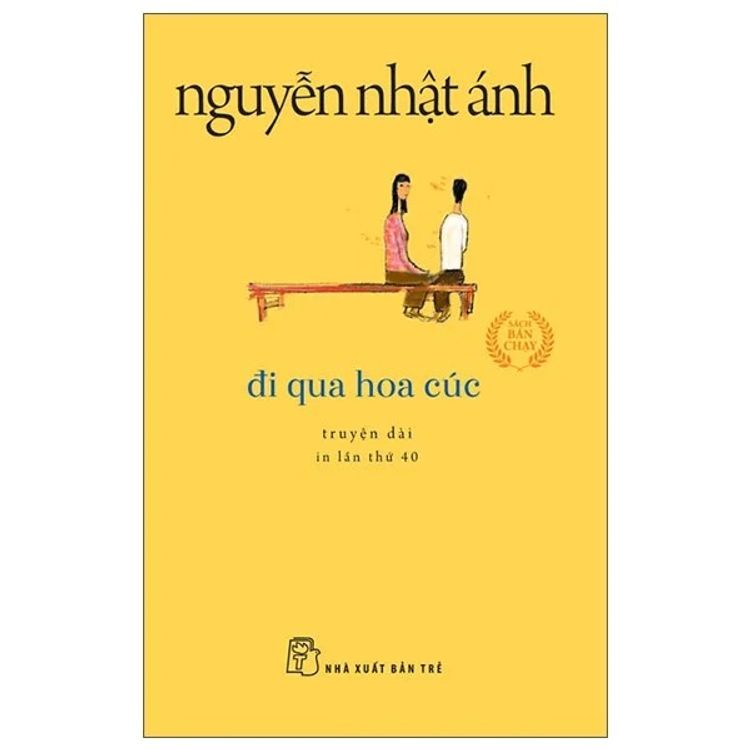 nguyễn nhật ánh
SÁCH
BÁN
CHẠY
đi qua hoa cúc
truyện dài
in lần thứ 40
NHÀ XUẤT BẢN TRẺ